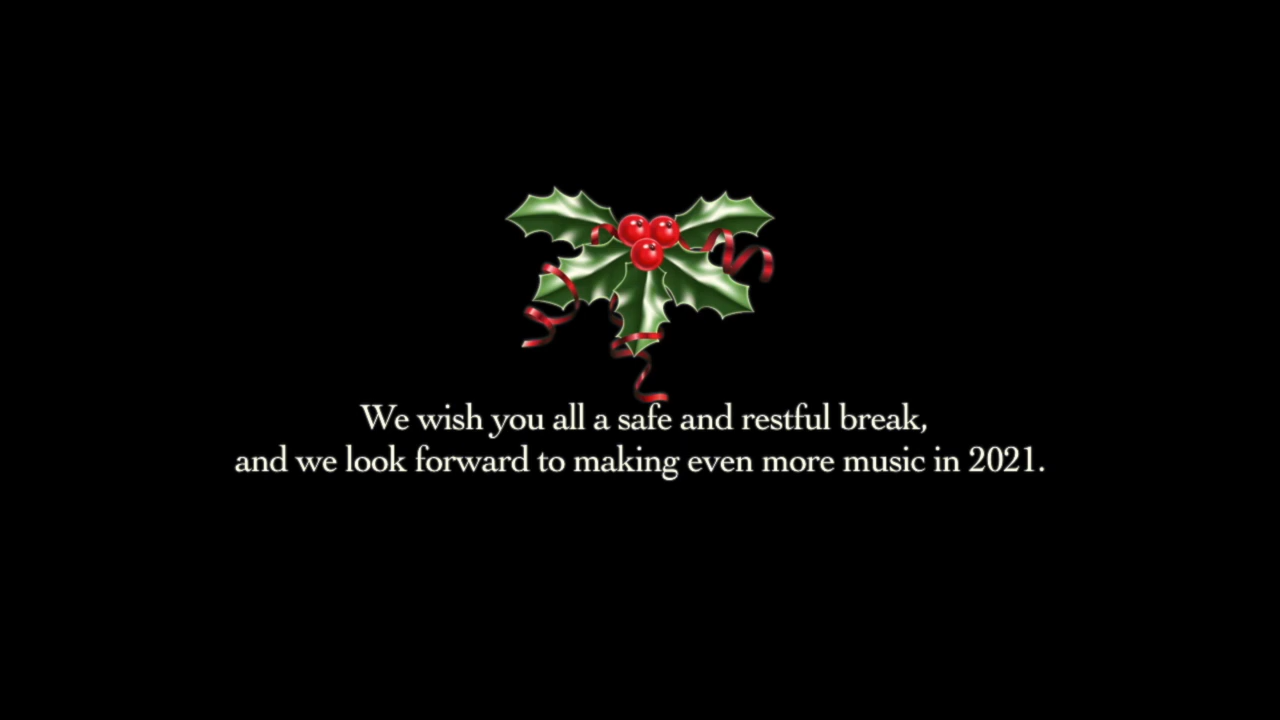 We wish you all a safe and restful break,
and we look forward to making even more music in 2021.